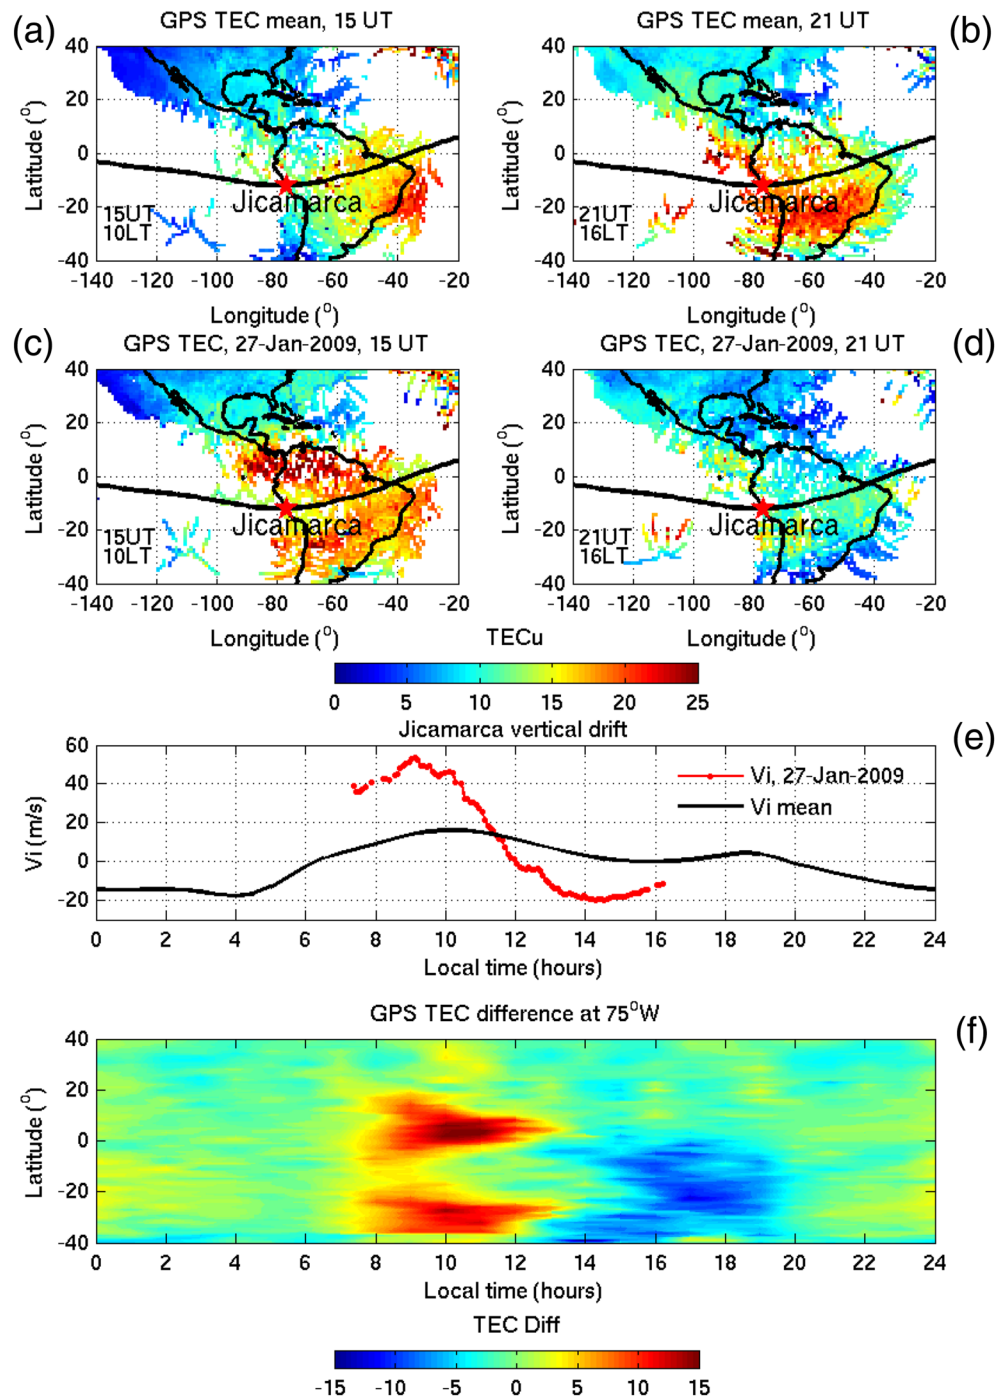 (a)
GPS TEC mean, 15 UT
40
20
0
-20
-40
Latitude (°)
Jicamarca
15UT
10LT
-140 -120 -100 -80 -60 -40 -20
Longitude (°)
GPS TEC mean, 21 UT
(b)
40
20
0
-20
-40
Latitude (°)
Jicamarca
21UT
16LT
-140 -120 -100 -80 -60 -40 -20
Longitude (°)
(c)
GPS TEC, 27-Jan-2009, 15 UT
40
20
0
-20
-40
Latitude (°)
Jicamarca
15UT
10LT
-140 -120 -100 -80 -60 -40 -20
Longitude (°)
GPS TEC, 27-Jan-2009, 21 UT
(d)
40
20
0
-20
-40
Latitude (°)
Jicamarca
21UT
16LT
-140 -120 -100 -80 -60 -40 -20
Longitude (°)
TECu
0 5 10 15 20 25
Jicamarca vertical drift
(e)
60
40
20
0
-20
Vi (m/s)
Vi, 27-Jan-2009
Vi mean
0 2 4 6 8 10 12 14 16 18 20 22 24
Local time (hours)
GPS TEC difference at 75°W
(f)
40
20
0
-20
-40
Latitude (°)
0 2 4 6 8 10 12 14 16 18 20 22 24
Local time (hours)
TEC Diff
-15 -10 -5 0 5 10 15